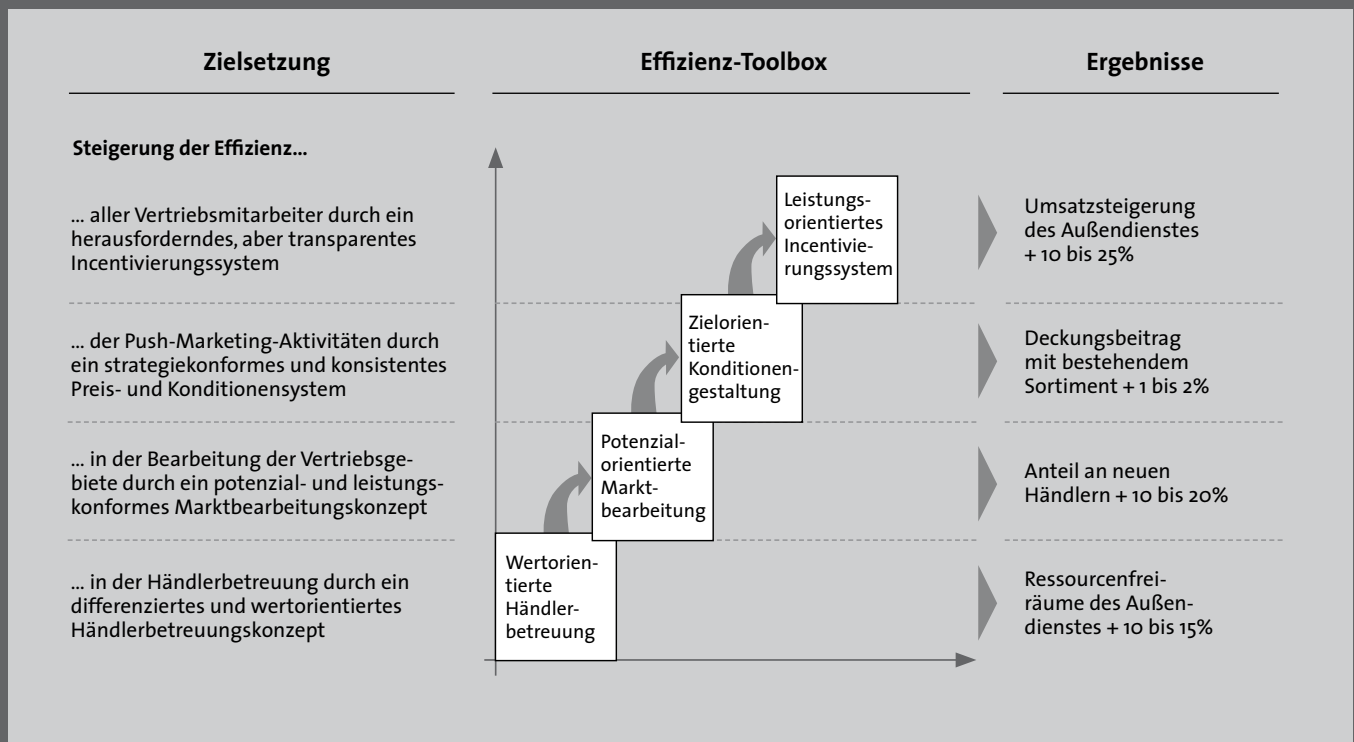 Zielsetzung
Effizienz-Toolbox
Ergebnisse
Steigerung der Effizienz...
... aller Vertriebsmitarbeiter durch ein
herausforderndes, aber transparentes
Incentivierungssystem
Leistungs-
orientiertes
Incentivie-
rungssystem
Umsatzsteigerung
des Außendienstes
+ 10 bis 25%
... der Push-Marketing-Aktivitäten durch
ein strategiekonformes und konsistentes
Preis- und Konditionensystem
Zielorien-
tierte
Konditionen-
gestaltung
Deckungsbeitrag
mit bestehendem
Sortiment + 1 bis 2%
... in der Bearbeitung der Vertriebsge-
biete durch ein potenzial- und leistungs-
konformes Marktbearbeitungskonzept
Potenzial-
orientierte
Markt-
bearbeitung
Anteil an neuen
Händlern + 10 bis 20%
... in der Händlerbetreuung durch ein
differenziertes und wertorientiertes
Händlerbetreuungskonzept
Wertorien-
tierte
Händler-
betreuung
Ressourcenfrei-
räume des Außen-
dienstes + 10 bis 15%